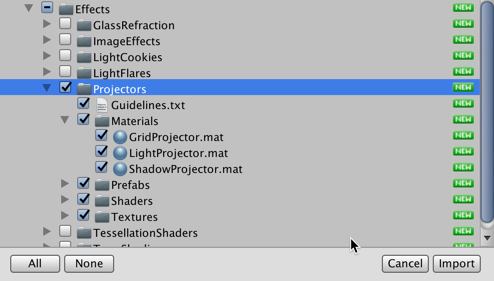 Effects NEW
GlassRefraction NEW
ImageEffects NEW
LightCookies NEW
LightFlares NEW
Projectors NEW
Guidelines.txt NEW
Materials NEW
GridProjector.mat NEW
LightProjector.mat NEW
ShadowProjector.mat NEW
Prefabs NEW
Shaders NEW
Textures NEW
TessellationShaders NEW
All None Cancel Import